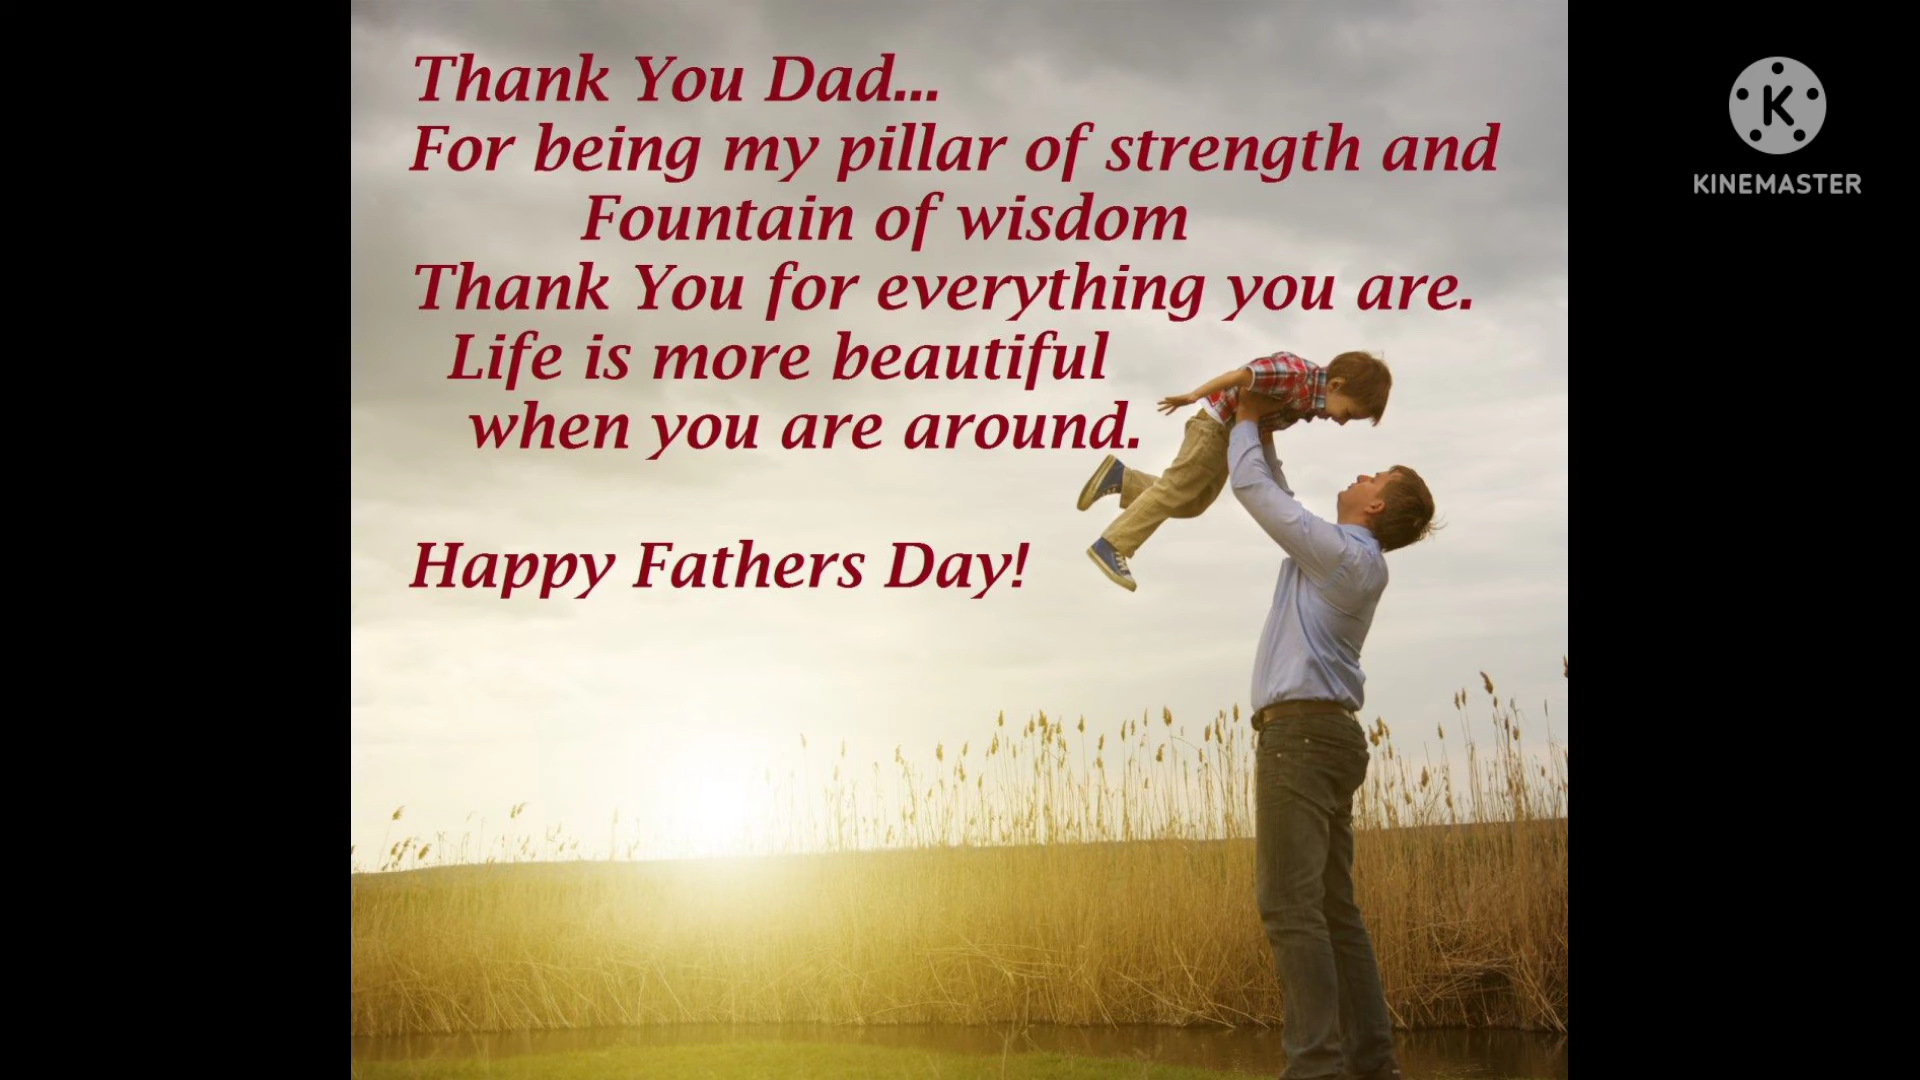 Thank You Dad...
For being my pillar of strength and
Fountain of wisdom
Thank You for everything you are.
Life is more beautiful
when you are around.
Happy Fathers Day!
K
KINEMASTER